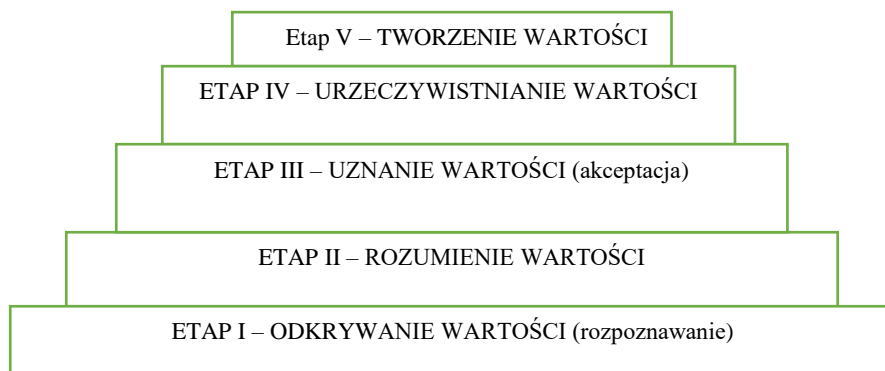 Etap V – TWORZENIE WARTOŚCI
ETAP IV – URZECZYWISTNIANIE WARTOŚCI
ETAP III – UZNANIE WARTOŚCI (akceptacja)
ETAP II – ROZUMIENIE WARTOŚCI
ETAP I – ODKRYWANIE WARTOŚCI (rozpoznawanie)